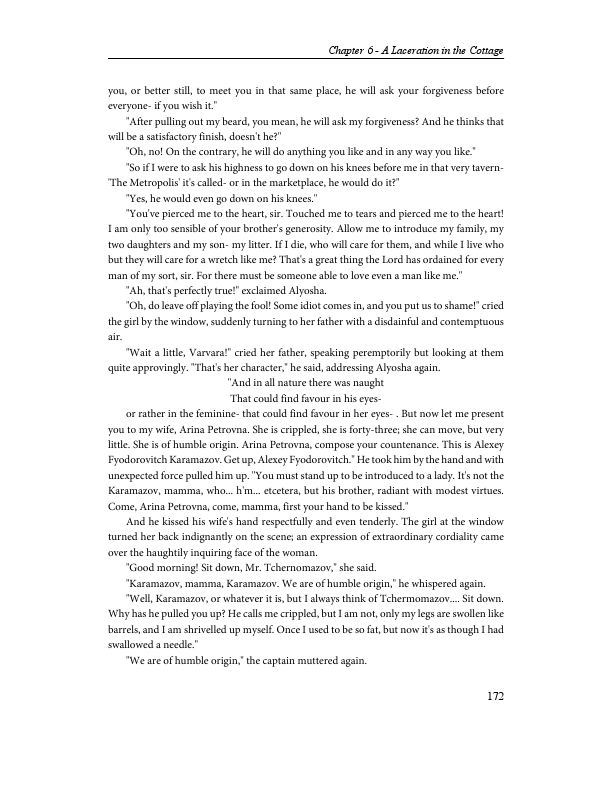 Chapter 6 - A Laceration in the Cottage
you, or better still, to meet you in that same place, he will ask your forgiveness before
everyone- if you wish it."
"After pulling out my beard, you mean, he will ask my forgiveness? And he thinks that
will be a satisfactory finish, doesn't he?"
"Oh, no! On the contrary, he will do anything you like and in any way you like."
"So if I were to ask his highness to go down on his knees before me in that very tavern-
'The Metropolis' it's called- or in the marketplace, he would do it?"
"Yes, he would even go down on his knees."
"You've pierced me to the heart, sir. Touched me to tears and pierced me to the heart!
I am only too sensible of your brother's generosity. Allow me to introduce my family, my
two daughters and my son- my litter. If I die, who will care for them, and while I live who
but they will care for a wretch like me? That's a great thing the Lord has ordained for every
man of my sort, sir. For there must be someone able to love even a man like me."
"Ah, that's perfectly true!" exclaimed Alyosha.
"Oh, do leave off playing the fool! Some idiot comes in, and you put us to shame!" cried
the girl by the window, suddenly turning to her father with a disdainful and contemptuous
air.
"Wait a little, Varvara!" cried her father, speaking peremptorily but looking at them
quite approvingly. "That's her character," he said, addressing Alyosha again.
"And in all nature there was naught
That could find favour in his eyes-
or rather in the feminine- that could find favour in her eyes- . But now let me present
you to my wife, Arina Petrovna. She is crippled, she is forty-three; she can move, but very
little. She is of humble origin. Arina Petrovna, compose your countenance. This is Alexey
Fyodorovitch Karamazov. Get up, Alexey Fyodorovitch." He took him by the hand and with
unexpected force pulled him up. "You must stand up to be introduced to a lady. It's not the
Karamazov, mamma, who... h'm... etcetera, but his brother, radiant with modest virtues.
Come, Arina Petrovna, come, mamma, first your hand to be kissed."
And he kissed his wife's hand respectfully and even tenderly. The girl at the window
turned her back indignantly on the scene; an expression of extraordinary cordiality came
over the haughtily inquiring face of the woman.
"Good morning! Sit down, Mr. Tchernomazov," she said.
"Karamazov, mamma, Karamazov. We are of humble origin," he whispered again.
"Well, Karamazov, or whatever it is, but I always think of Tchermomazov.... Sit down.
Why has he pulled you up? He calls me crippled, but I am not, only my legs are swollen like
barrels, and I am shrivelled up myself. Once I used to be so fat, but now it's as though I had
swallowed a needle."
"We are of humble origin," the captain muttered again.
172